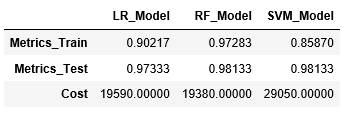 LR_Model RF_Model SVM_Model
Metrics_Train 0.90217 0.97283 0.85870
Metrics_Test 0.97333 0.98133 0.98133
Cost 19590.00000 19380.00000 29050.00000